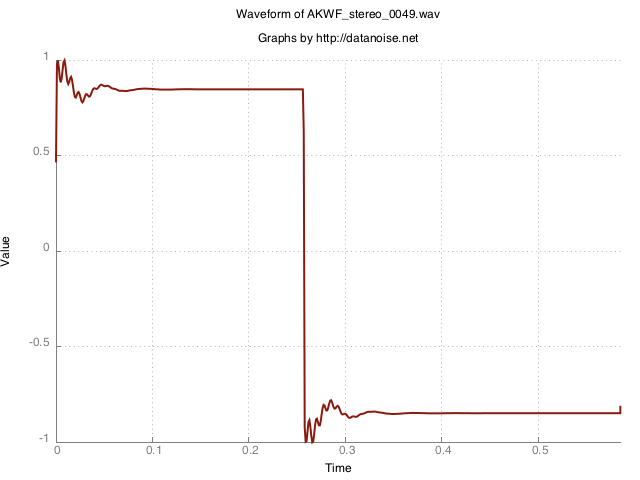 Waveform of AKWF_stereo_0049.wav
Graphs by http://datanoise.net
1
0.5
0
-0.5
-1
Value
0 0.1 0.2 0.3 0.4 0.5
Time